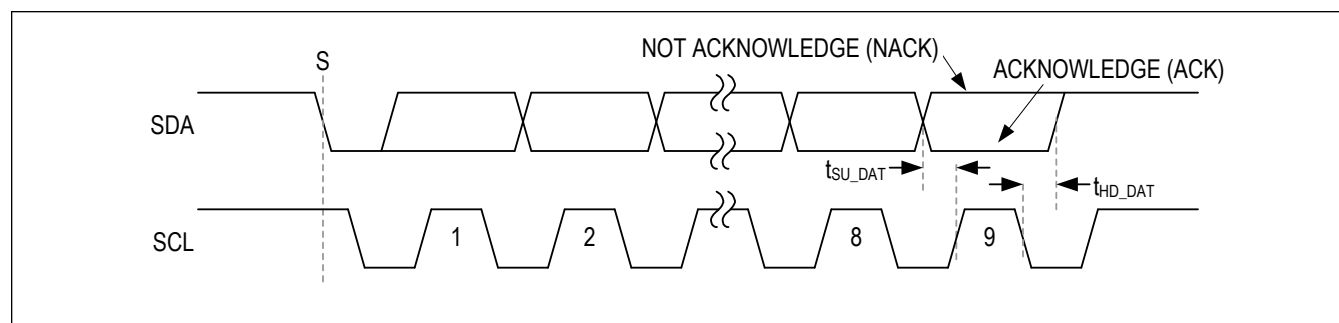 NOT ACKNOWLEDGE (NACK)
S
ACKNOWLEDGE (ACK)
SDA
tSU_DAT
tHD_DAT
SCL
1
2
8
9